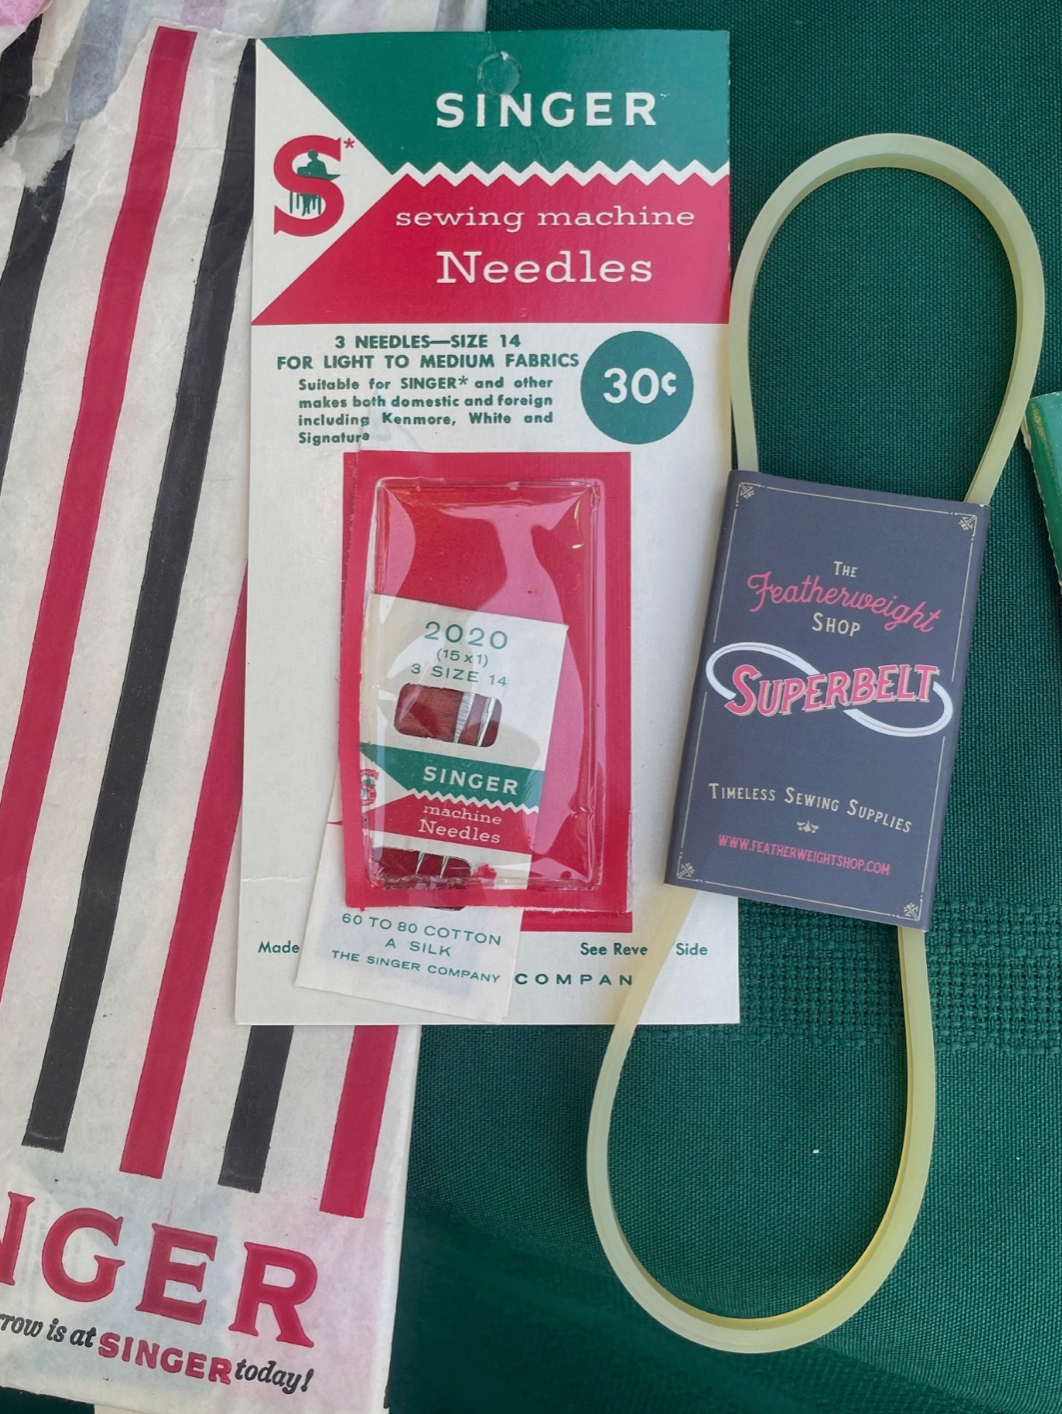 SINGER
S*
sewing machine
Needles
3 NEEDLES—SIZE 14
FOR LIGHT TO MEDIUM FABRICS
Suitable for SINGER* and other
makes both domestic and foreign
including Kenmore, White and
Signature
30¢
2020
(15x1)
3 SIZE 14
SINGER
machine
Needles
60 TO 80 COTTON
A SILK
THE SINGER COMPANY
Made
See Reve Side
COMPAN
THE
Featherweight
SHOP
SUPERBELT
TIMELESS SEWING SUPPLIES
WWW.FEATHERWEIGHTSHOP.COM
NGER
rrow is at SINGER today!